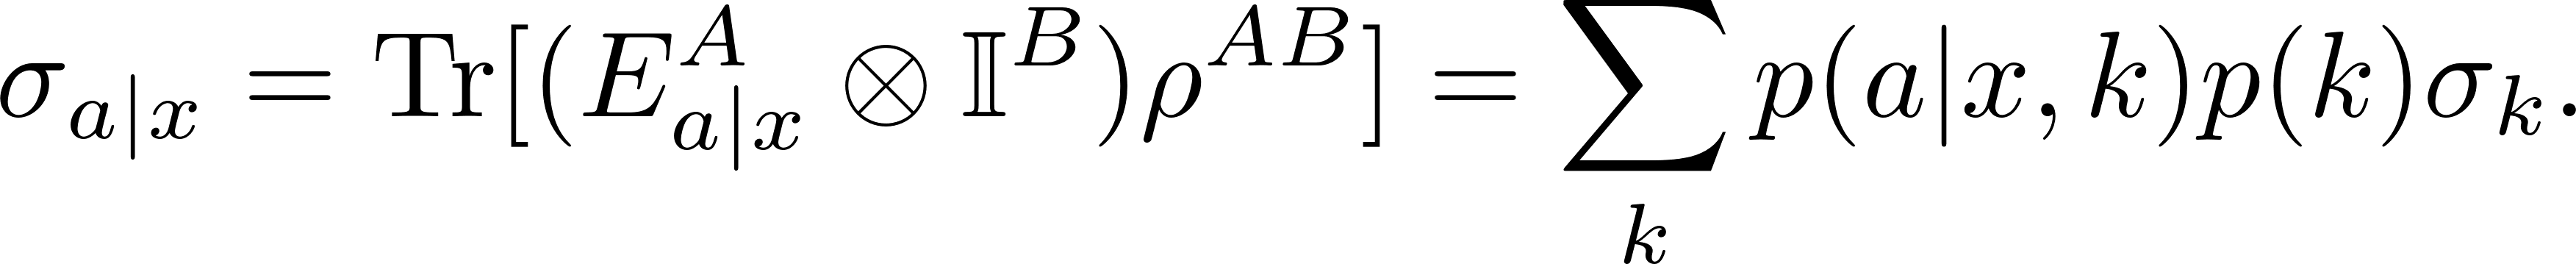 σ_{a|x} = Tr[(E^A_{a|x} ⊗ 𝕀^B)ρ^{AB}] = ∑_k p(a|x, k)p(k)σ_k.